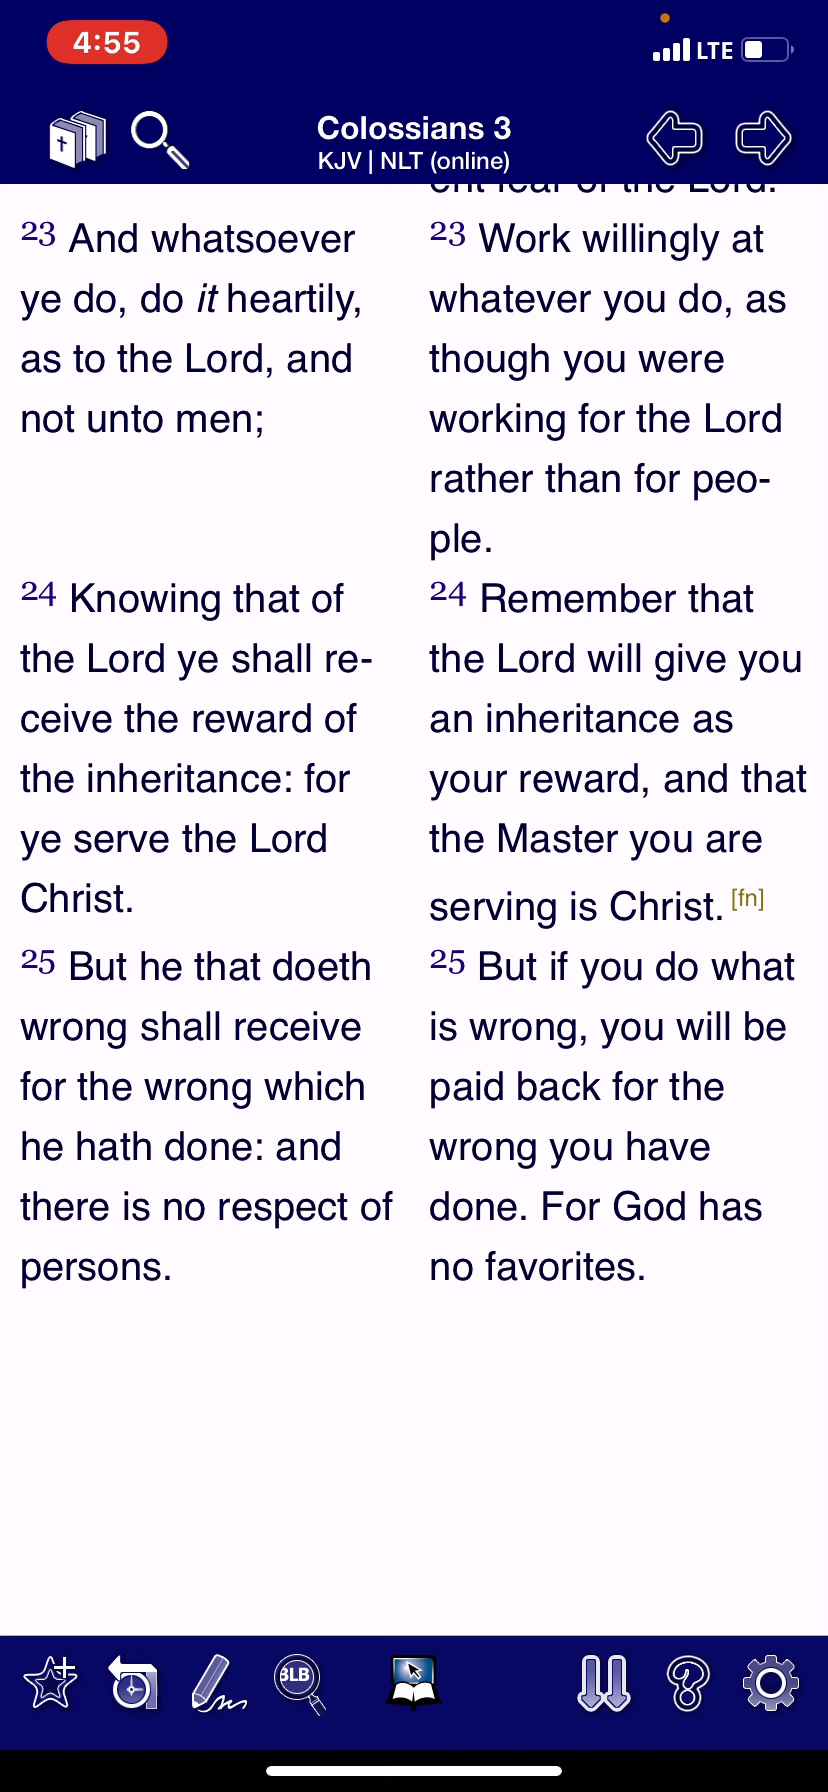 4:55
LTE
Colossians 3
KJV | NLT (online)
ent fear of the Lord.
23 And whatsoever
ye do, do it heartily,
as to the Lord, and
not unto men;
23 Work willingly at
whatever you do, as
though you were
working for the Lord
rather than for peo-
ple.
24 Knowing that of
the Lord ye shall re-
ceive the reward of
the inheritance: for
ye serve the Lord
Christ.
24 Remember that
the Lord will give you
an inheritance as
your reward, and that
the Master you are
serving is Christ. [fn]
25 But he that doeth
wrong shall receive
for the wrong which
he hath done: and
there is no respect of
persons.
25 But if you do what
is wrong, you will be
paid back for the
wrong you have
done. For God has
no favorites.
BLB